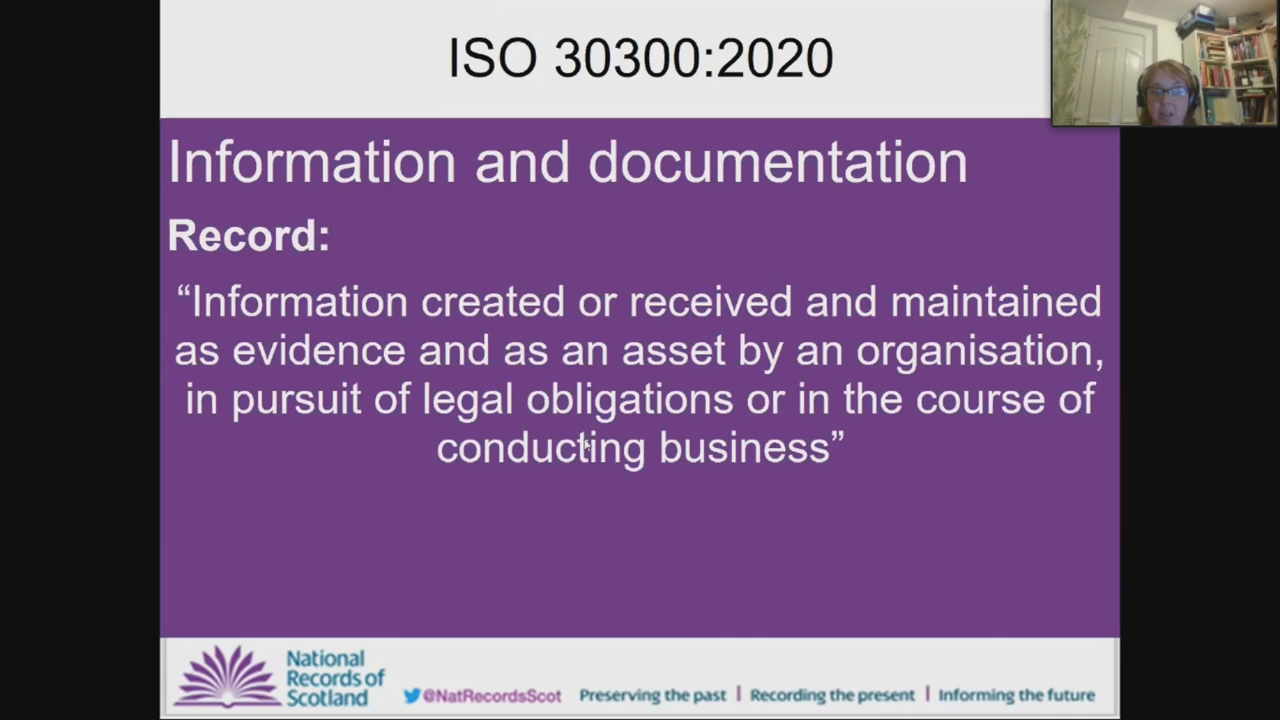 ISO 30300:2020
Information and documentation
Record:
“Information created or received and maintained
as evidence and as an asset by an organisation,
in pursuit of legal obligations or in the course of
conducting business”
National
Records of
Scotland
@NatRecordsScot
Preserving the past | Recording the present | Informing the future